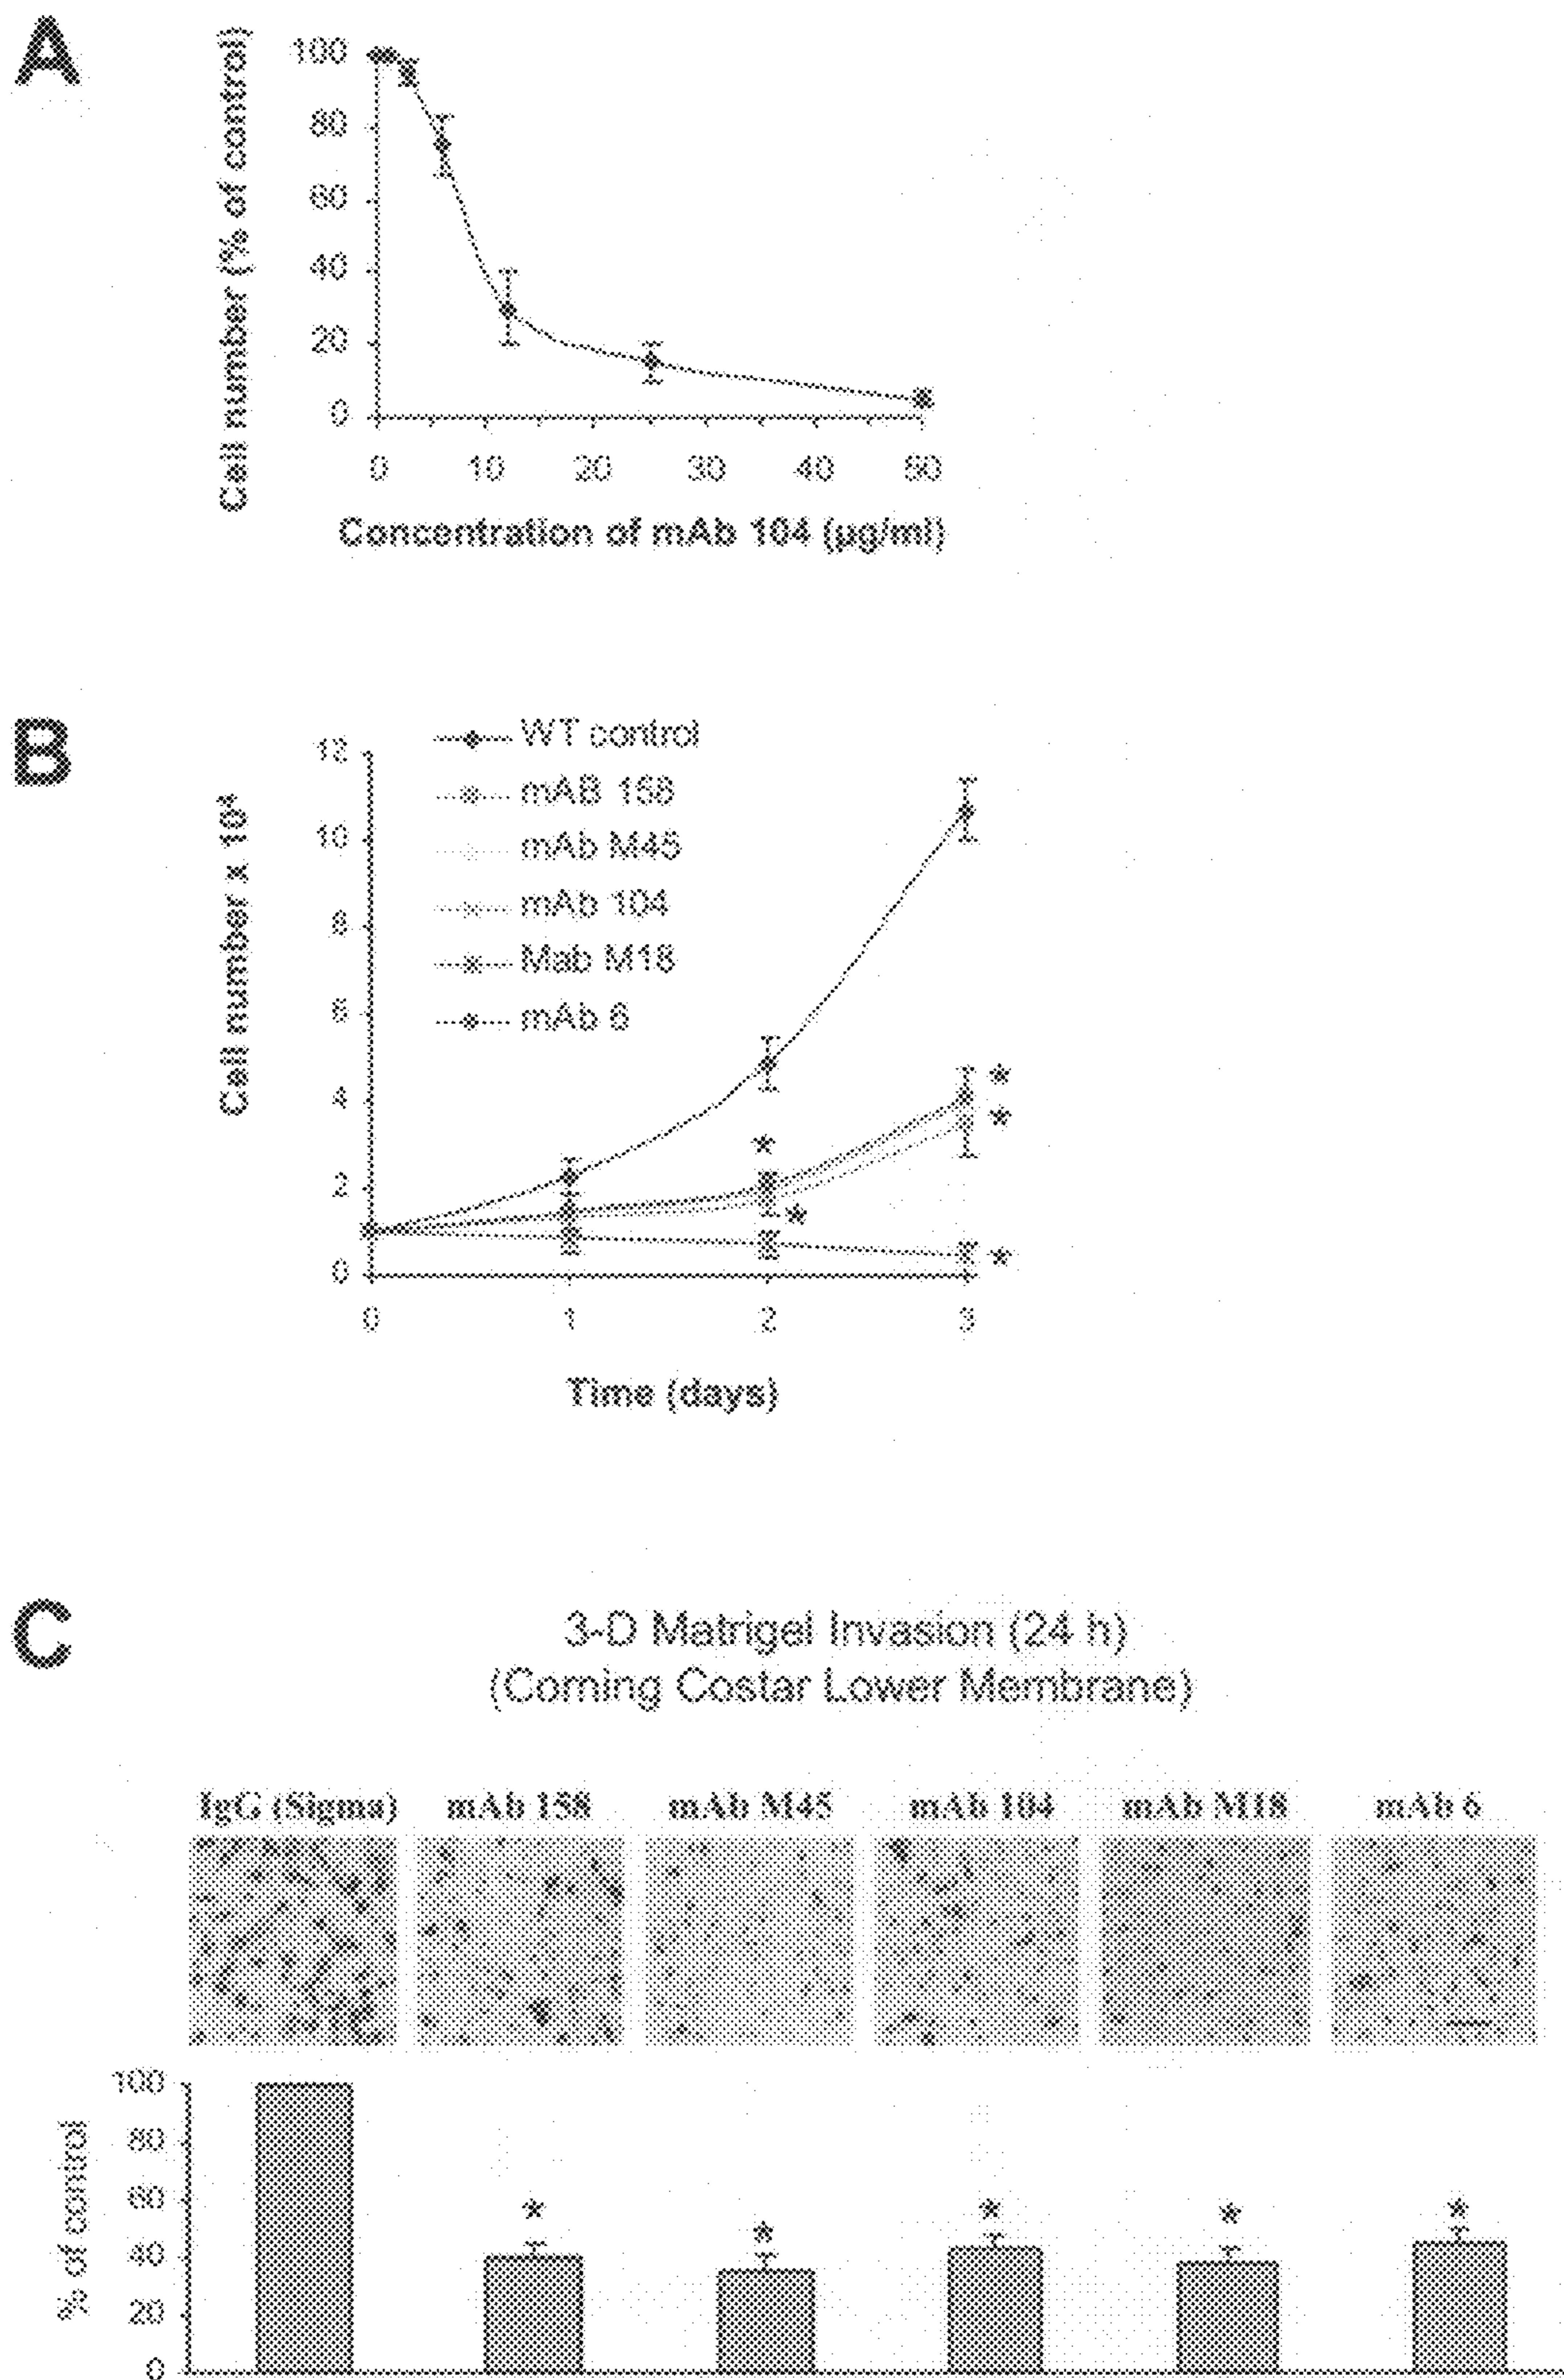 A
Cell number (% of control)
100
80
60
40
20
0
0 10 20 30 40 50
Concentration of mAb 104 (µg/ml)
B
Cell number x 10⁴
12
10
8
6
4
2
0
WT control
mAB 158
mAb M45
mAb 104
Mab M18
mAb 6
*
*
*
*
*
0 1 2 3
Time (days)
C
3-D Matrigel Invasion (24 h)
(Corning Costar Lower Membrane)
IgG (Sigma) mAb 158 mAb M45 mAb 104 mAb M18 mAb 6
% of control
100
80
60
40
20
0
* * * * *